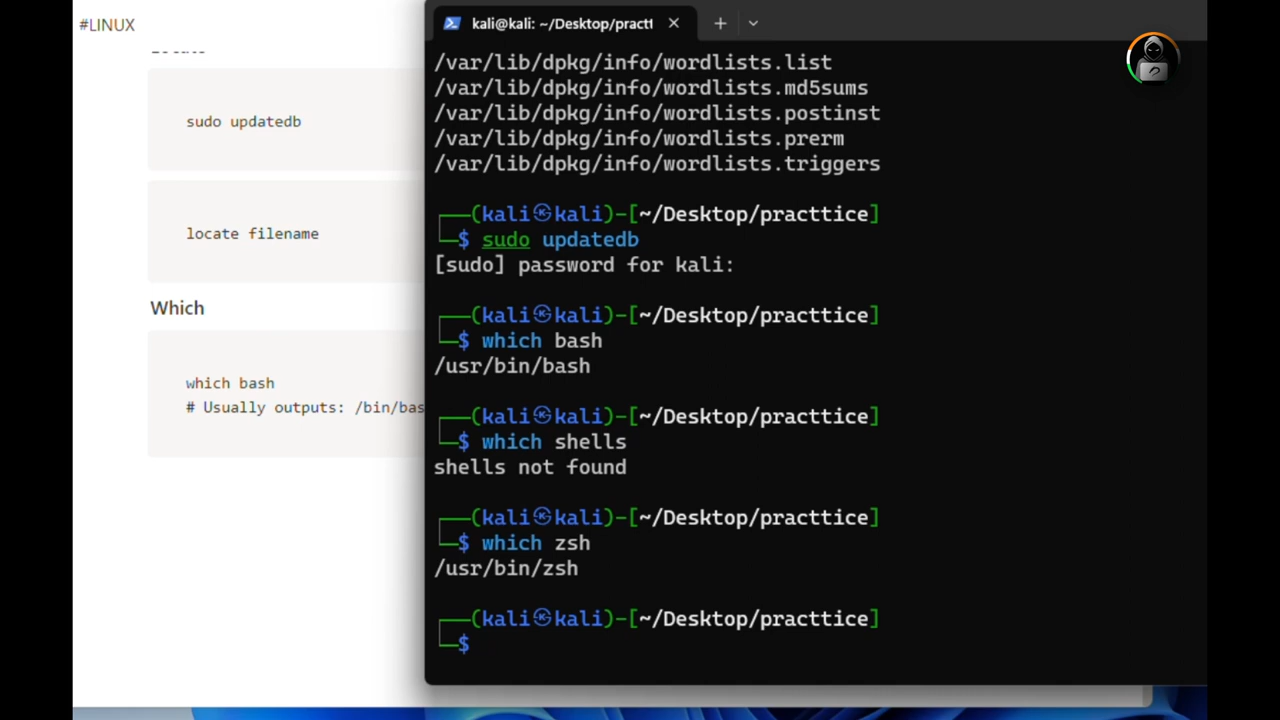 #LINUX
sudo updatedb
locate filename
Which
which bash
# Usually outputs: /bin/bas
kali@kali: ~/Desktop/practt
/var/lib/dpkg/info/wordlists.list
/var/lib/dpkg/info/wordlists.md5sums
/var/lib/dpkg/info/wordlists.postinst
/var/lib/dpkg/info/wordlists.prerm
/var/lib/dpkg/info/wordlists.triggers
┌──(kali㉿kali)-[~/Desktop/practtice]
└─$ sudo updatedb
[sudo] password for kali:
┌──(kali㉿kali)-[~/Desktop/practtice]
└─$ which bash
/usr/bin/bash
┌──(kali㉿kali)-[~/Desktop/practtice]
└─$ which shells
shells not found
┌──(kali㉿kali)-[~/Desktop/practtice]
└─$ which zsh
/usr/bin/zsh
┌──(kali㉿kali)-[~/Desktop/practtice]
└─$